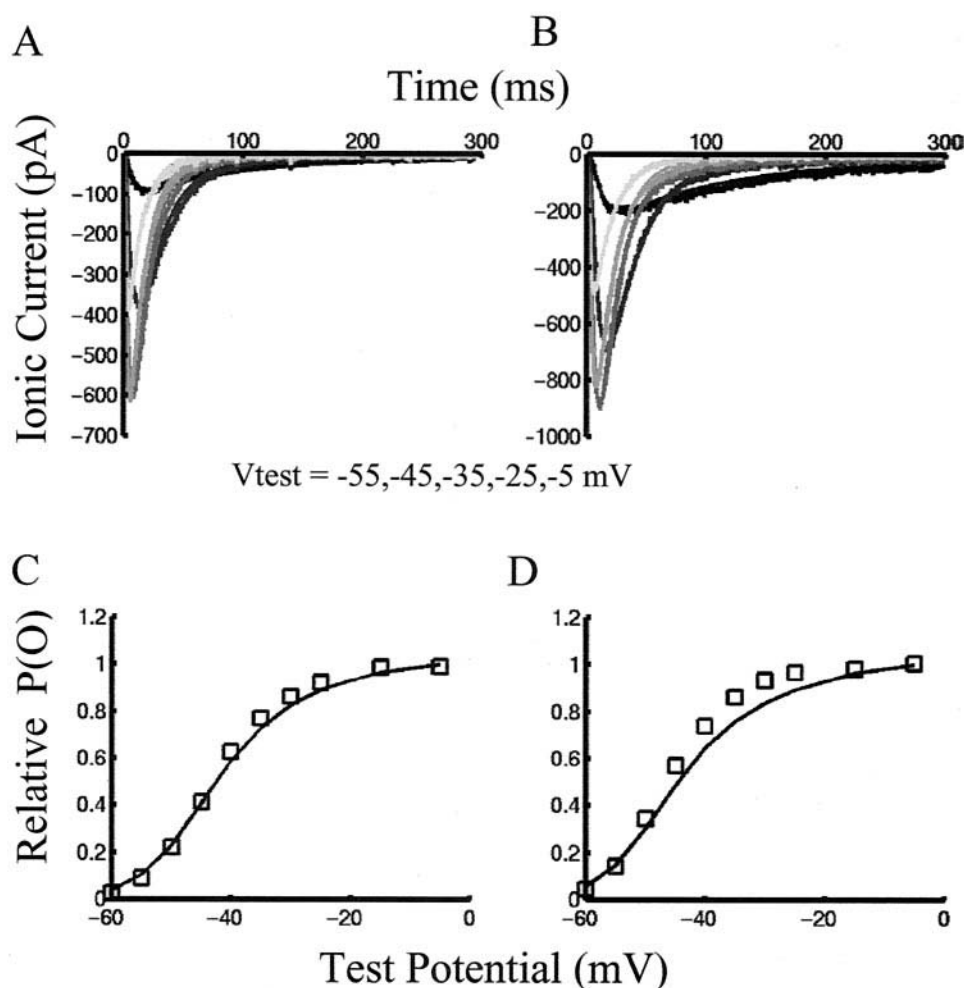 A
B
Time (ms)
0 100 200 300
0 100 200 300
Ionic Current (pA)
0
-100
-200
-300
-400
-500
-600
-700
0
-200
-400
-600
-800
-1000
Vtest = -55,-45,-35,-25,-5 mV
C
D
Relative P(O)
1.2
1
0.8
0.6
0.4
0.2
0
1.2
1
0.8
0.6
0.4
0.2
0
-60 -40 -20 0
-60 -40 -20 0
Test Potential (mV)